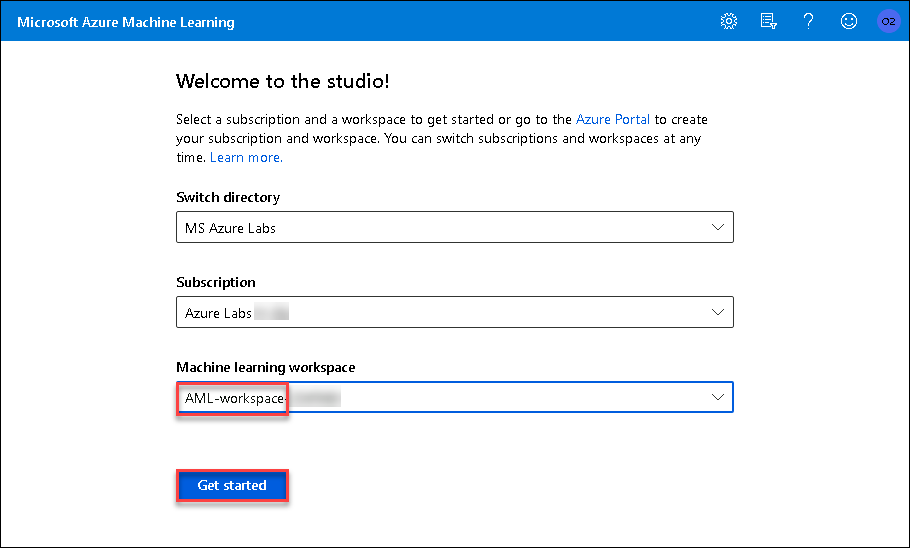 Microsoft Azure Machine Learning
?
O2
Welcome to the studio!
Select a subscription and a workspace to get started or go to the Azure Portal to create
your subscription and workspace. You can switch subscriptions and workspaces at any
time. Learn more.
Switch directory
MS Azure Labs
Subscription
Azure Labs
Machine learning workspace
AML-workspace-
Get started